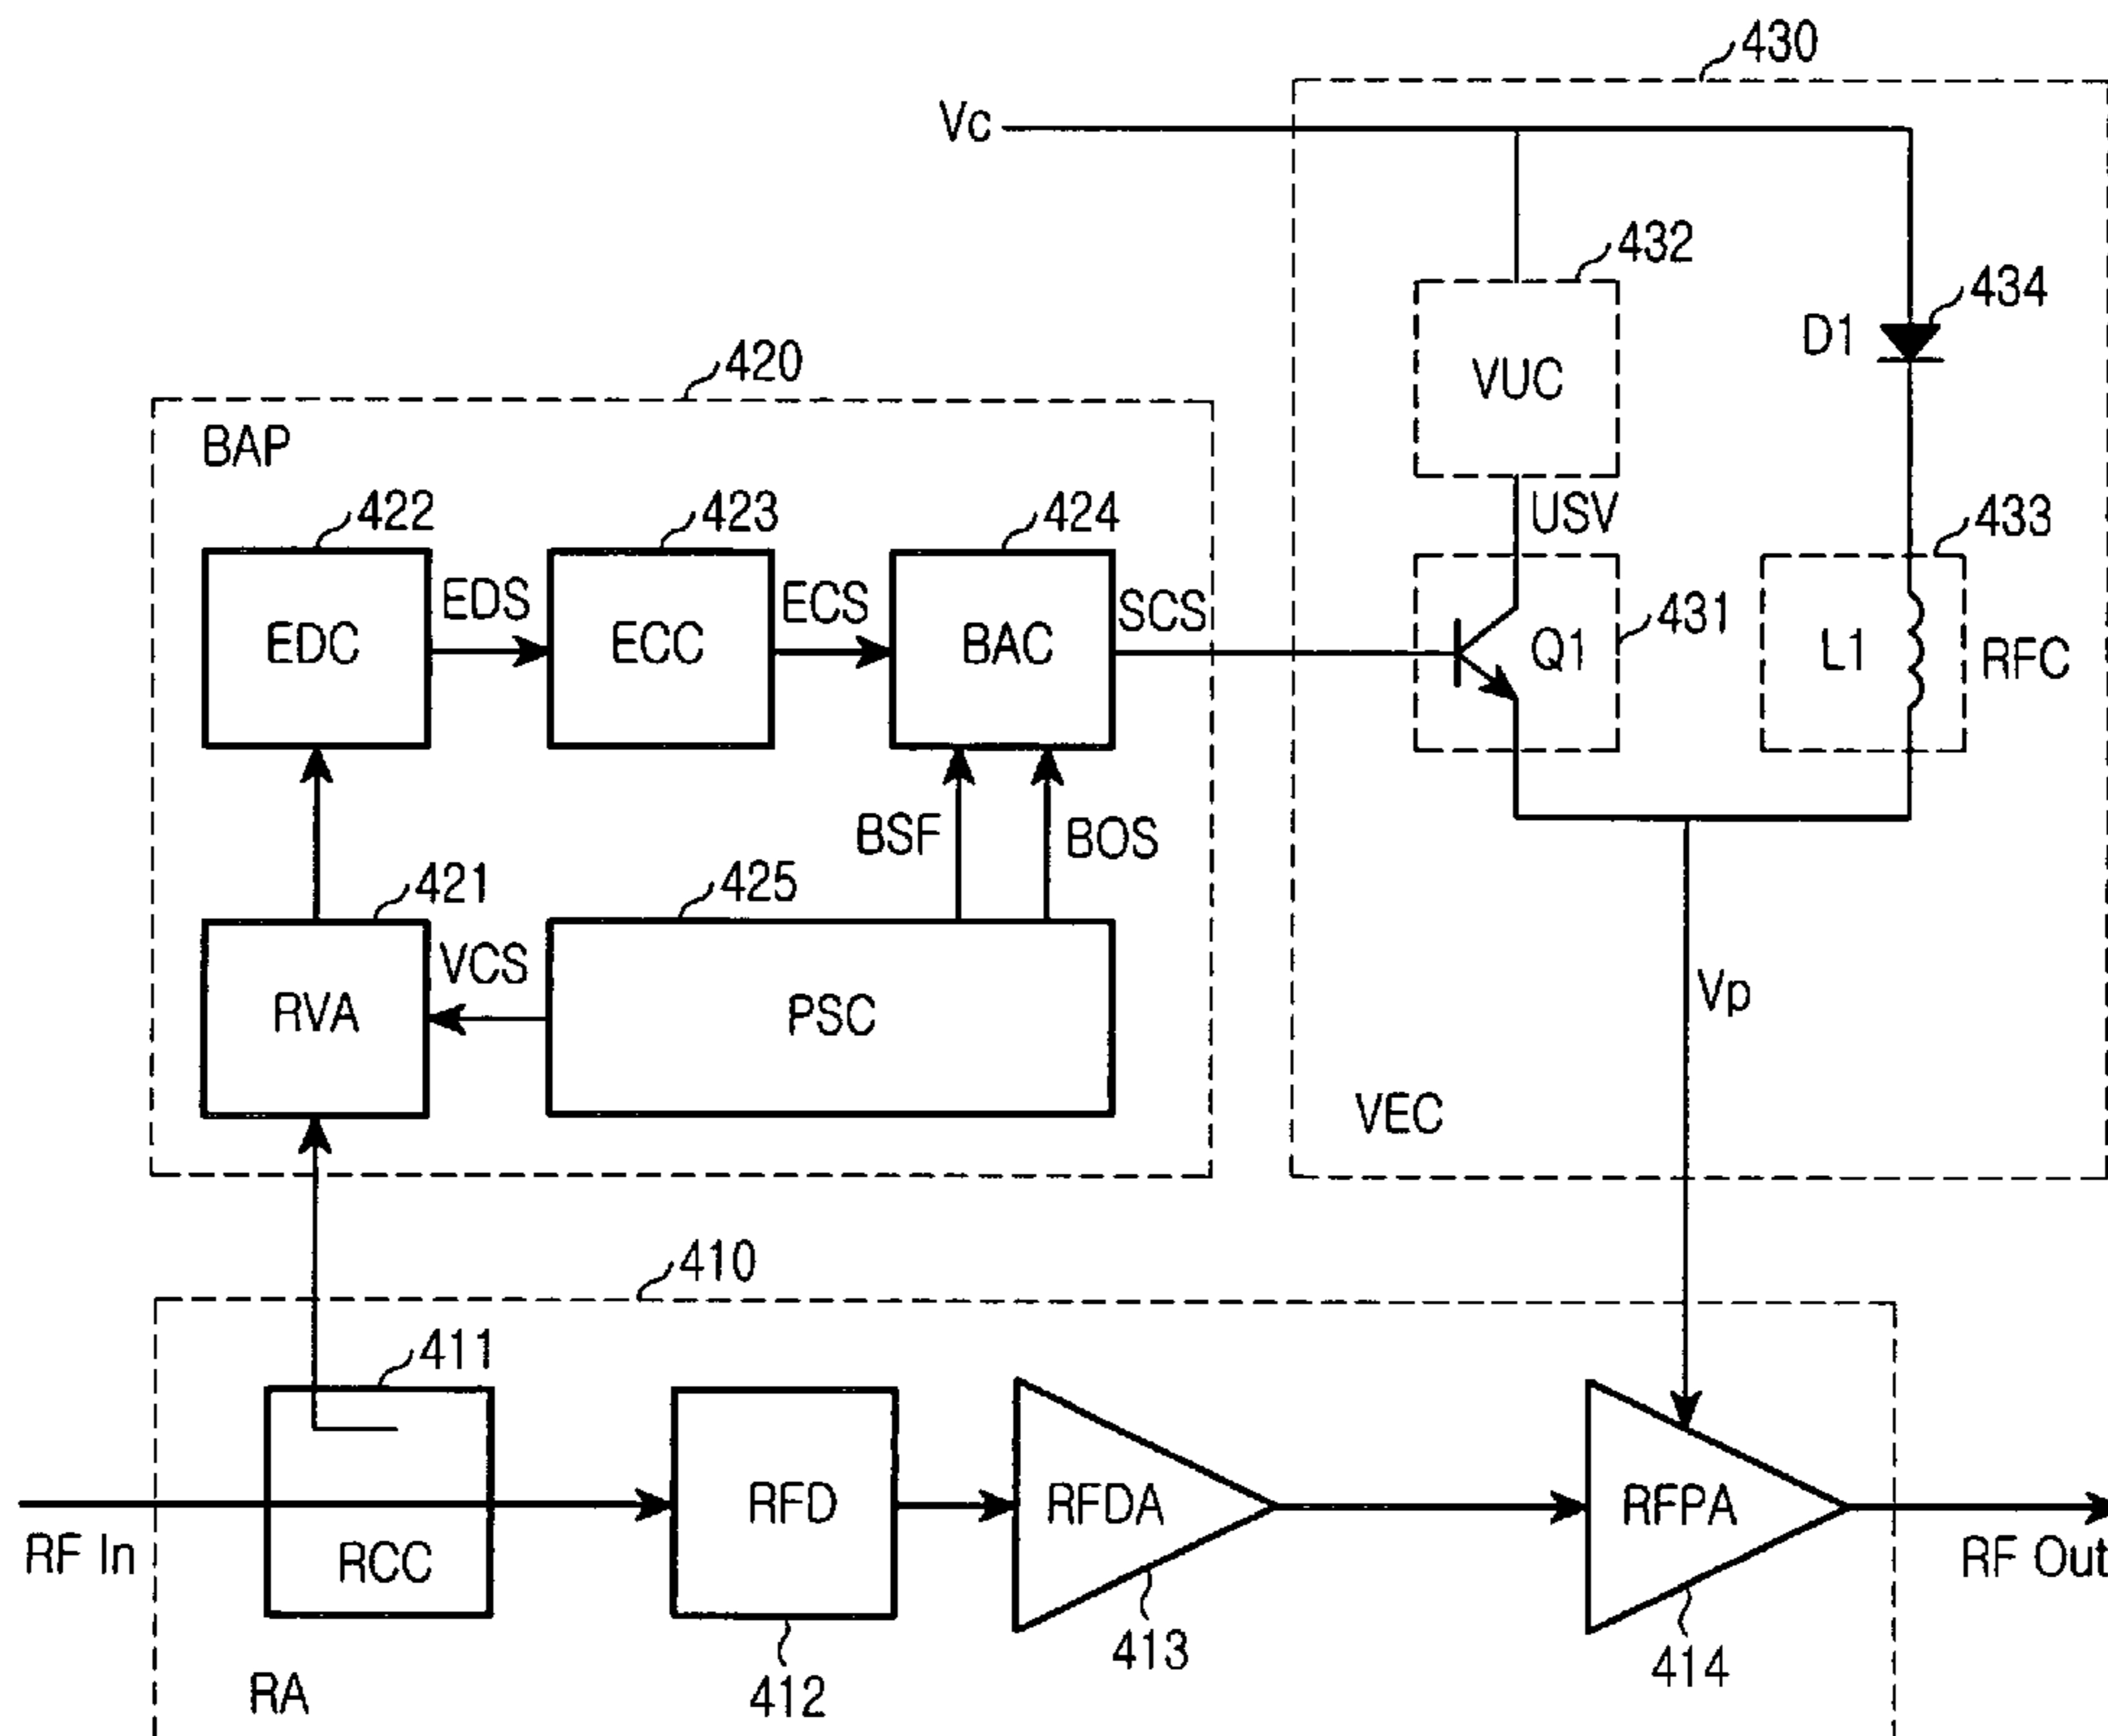 430
Vc
432
434
D1
VUC
420
BAP
USV
433
422
423
424
EDS
ECS
SCS
431
EDC
ECC
BAC
Q1
L1
RFC
BSF
BOS
421
425
VCS
Vp
RVA
PSC
VEC
410
411
RFD
RFDA
RFPA
RF In
RCC
RF Out
413
414
412
RA